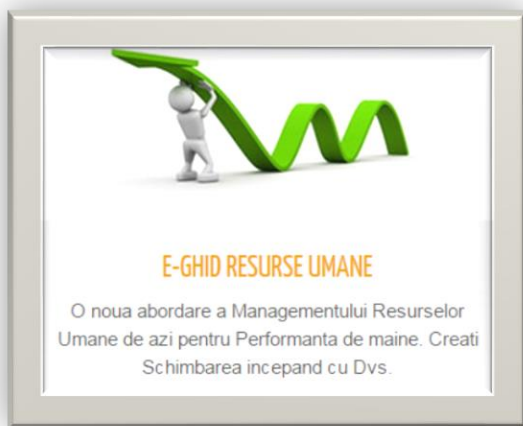 E-GHID RESURSE UMANE
O noua abordare a Managementului Resurselor
Umane de azi pentru Performanta de maine. Creati
Schimbarea incepand cu Dvs.